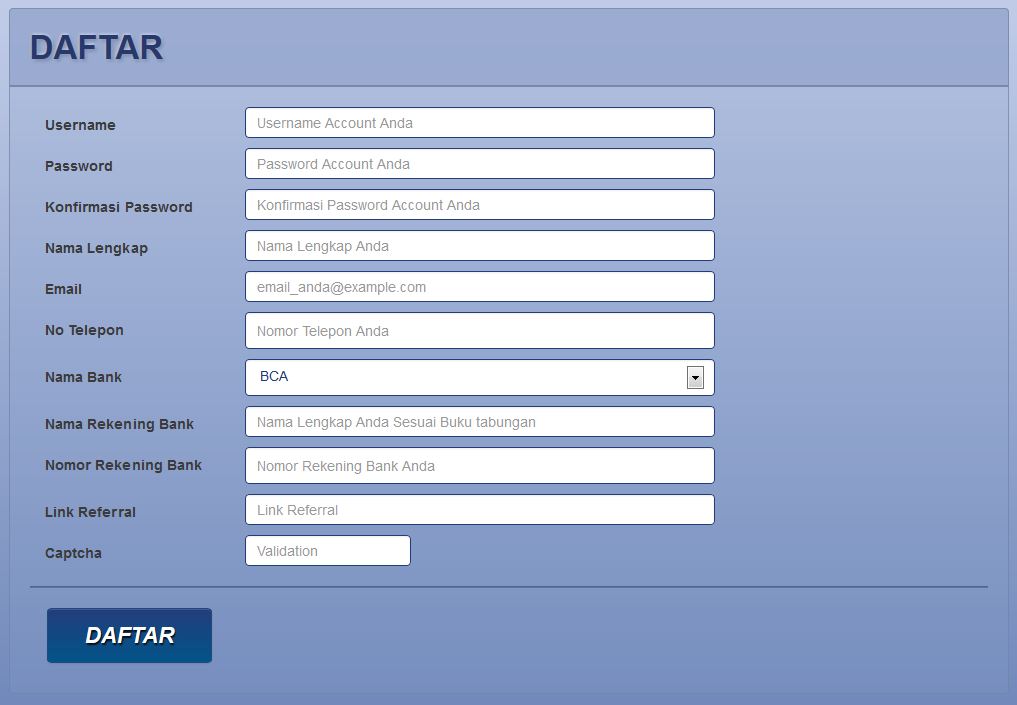 DAFTAR
Username Username Account Anda
Password Password Account Anda
Konfirmasi Password Konfirmasi Password Account Anda
Nama Lengkap Nama Lengkap Anda
Email email_anda@example.com
No Telepon Nomor Telepon Anda
Nama Bank BCA
Nama Rekening Bank Nama Lengkap Anda Sesuai Buku tabungan
Nomor Rekening Bank Nomor Rekening Bank Anda
Link Referral Link Referral
Captcha Validation
DAFTAR